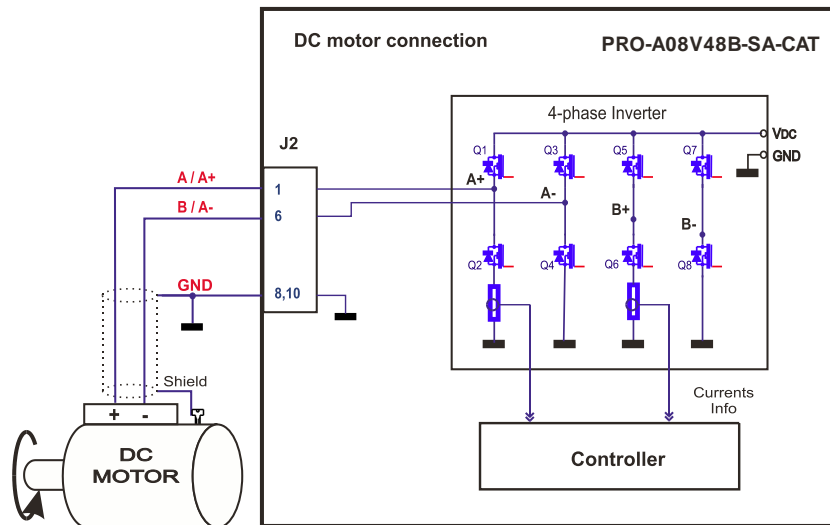 DC motor connection
PRO-A08V48B-SA-CAT
4-phase Inverter
J2
VDC
GND
Q1
Q3
Q5
Q7
A / A+
1
A+
A-
B / A-
6
B+
B-
Q2
Q4
Q6
Q8
GND
8,10
Shield
Currents
Info
+
-
DC
MOTOR
Controller